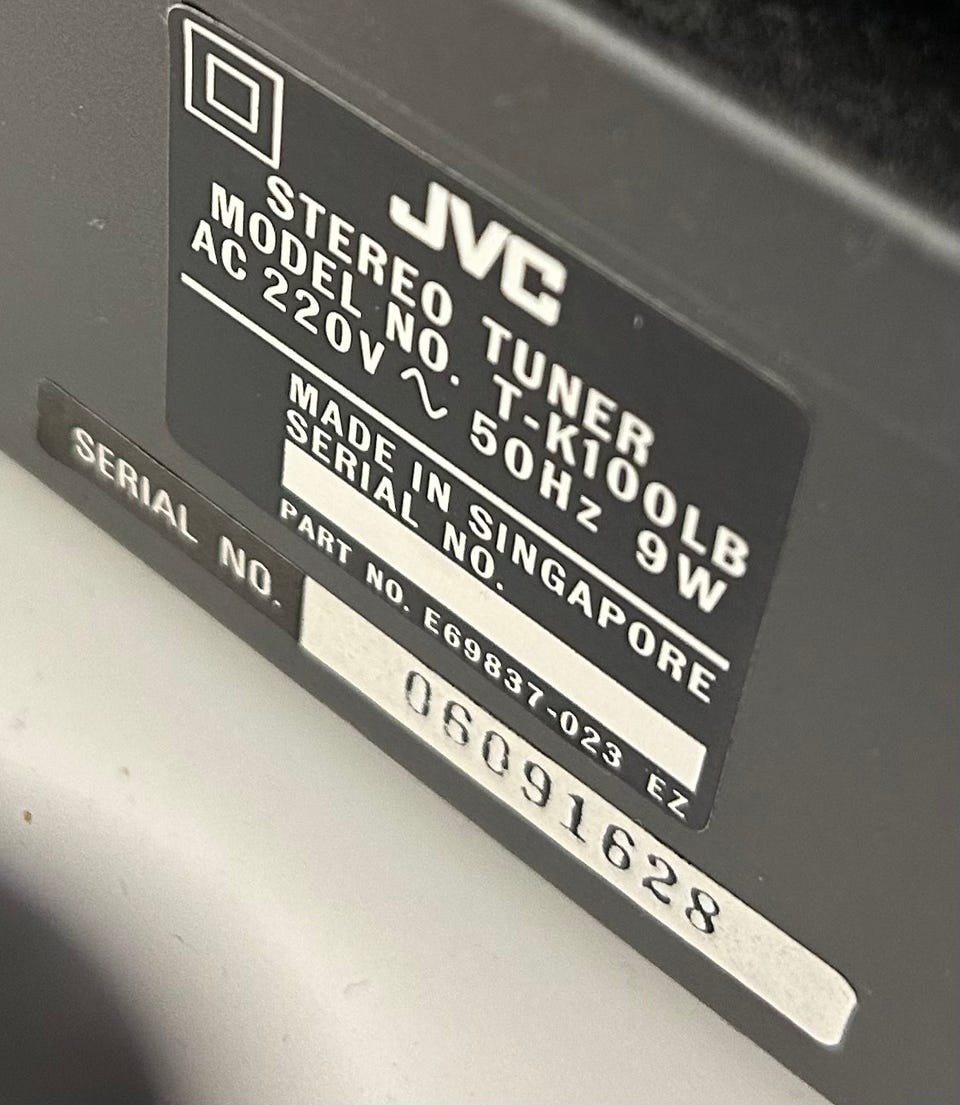 JVC
STEREO TUNER
MODEL NO. T-K100LB
AC 220V ~ 50Hz 9W
MADE IN SINGAPORE
SERIAL NO.
PART NO. E69837-023 EZ
SERIAL NO. 06091628